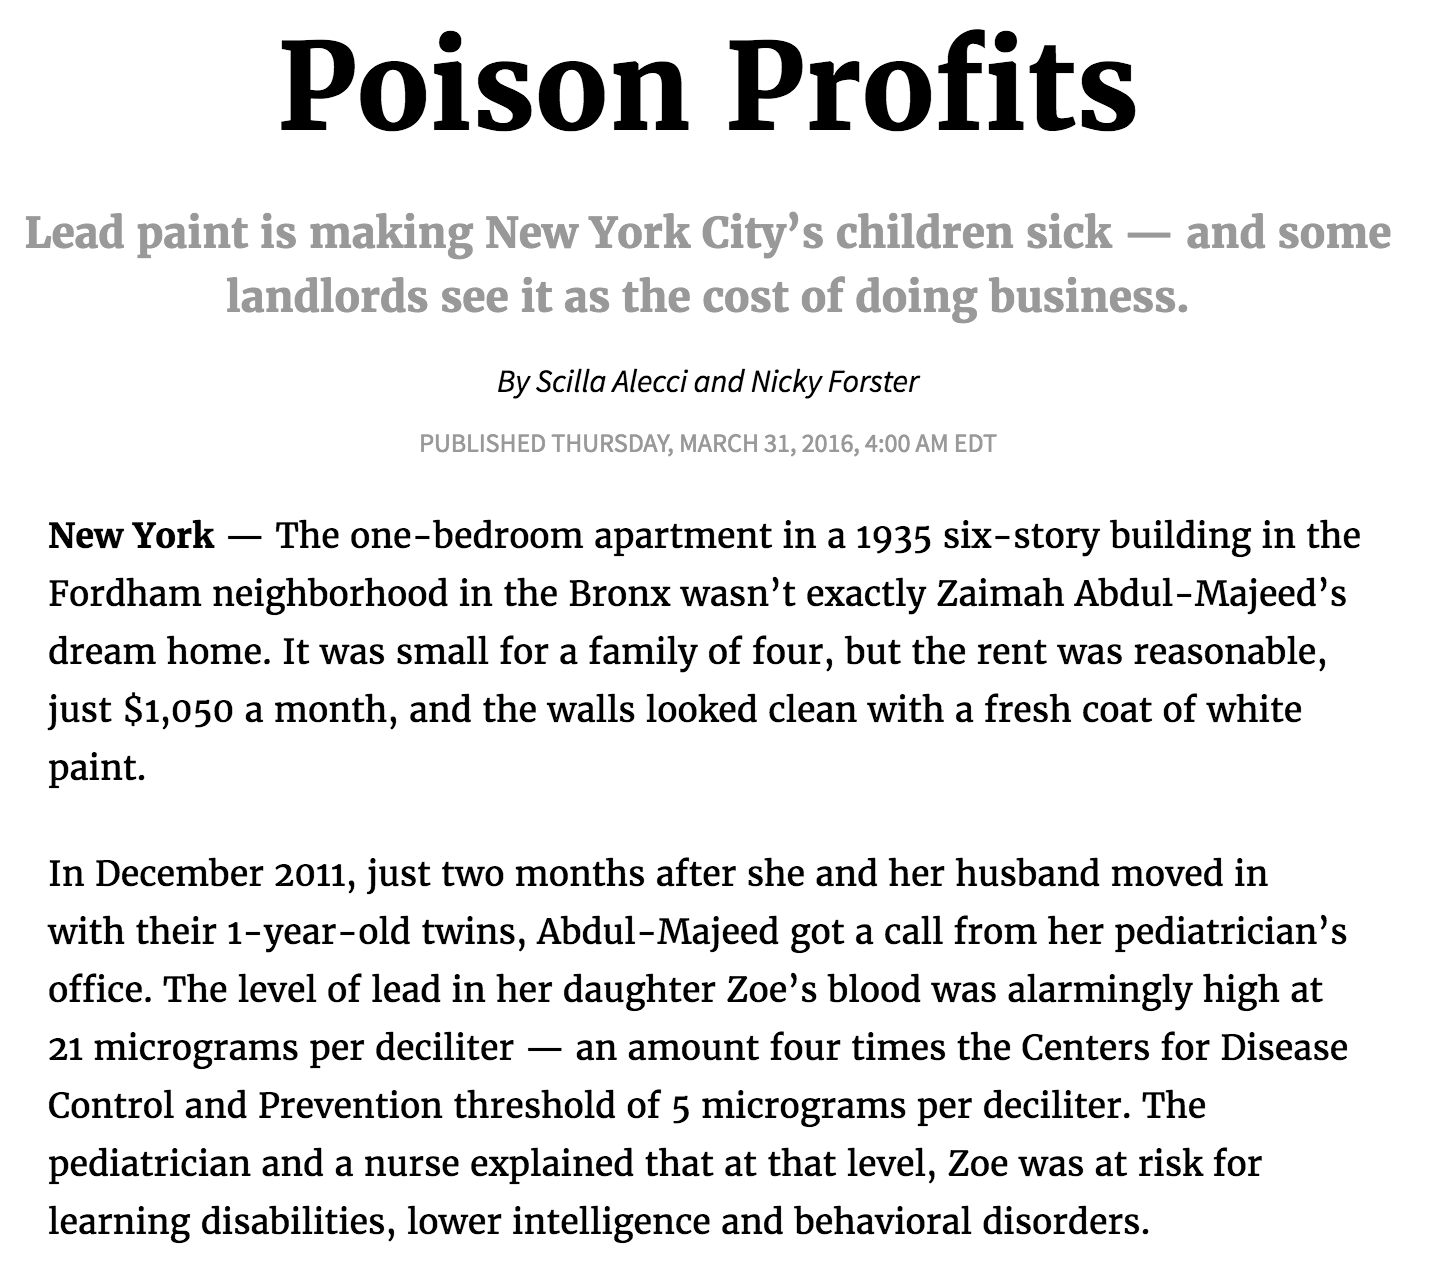 Poison Profits
Lead paint is making New York City’s children sick — and some
landlords see it as the cost of doing business.
By Scilla Alecci and Nicky Forster
PUBLISHED THURSDAY, MARCH 31, 2016, 4:00 AM EDT
New York — The one-bedroom apartment in a 1935 six-story building in the
Fordham neighborhood in the Bronx wasn’t exactly Zaimah Abdul-Majeed’s
dream home. It was small for a family of four, but the rent was reasonable,
just $1,050 a month, and the walls looked clean with a fresh coat of white
paint.
In December 2011, just two months after she and her husband moved in
with their 1-year-old twins, Abdul-Majeed got a call from her pediatrician’s
office. The level of lead in her daughter Zoe’s blood was alarmingly high at
21 micrograms per deciliter — an amount four times the Centers for Disease
Control and Prevention threshold of 5 micrograms per deciliter. The
pediatrician and a nurse explained that at that level, Zoe was at risk for
learning disabilities, lower intelligence and behavioral disorders.